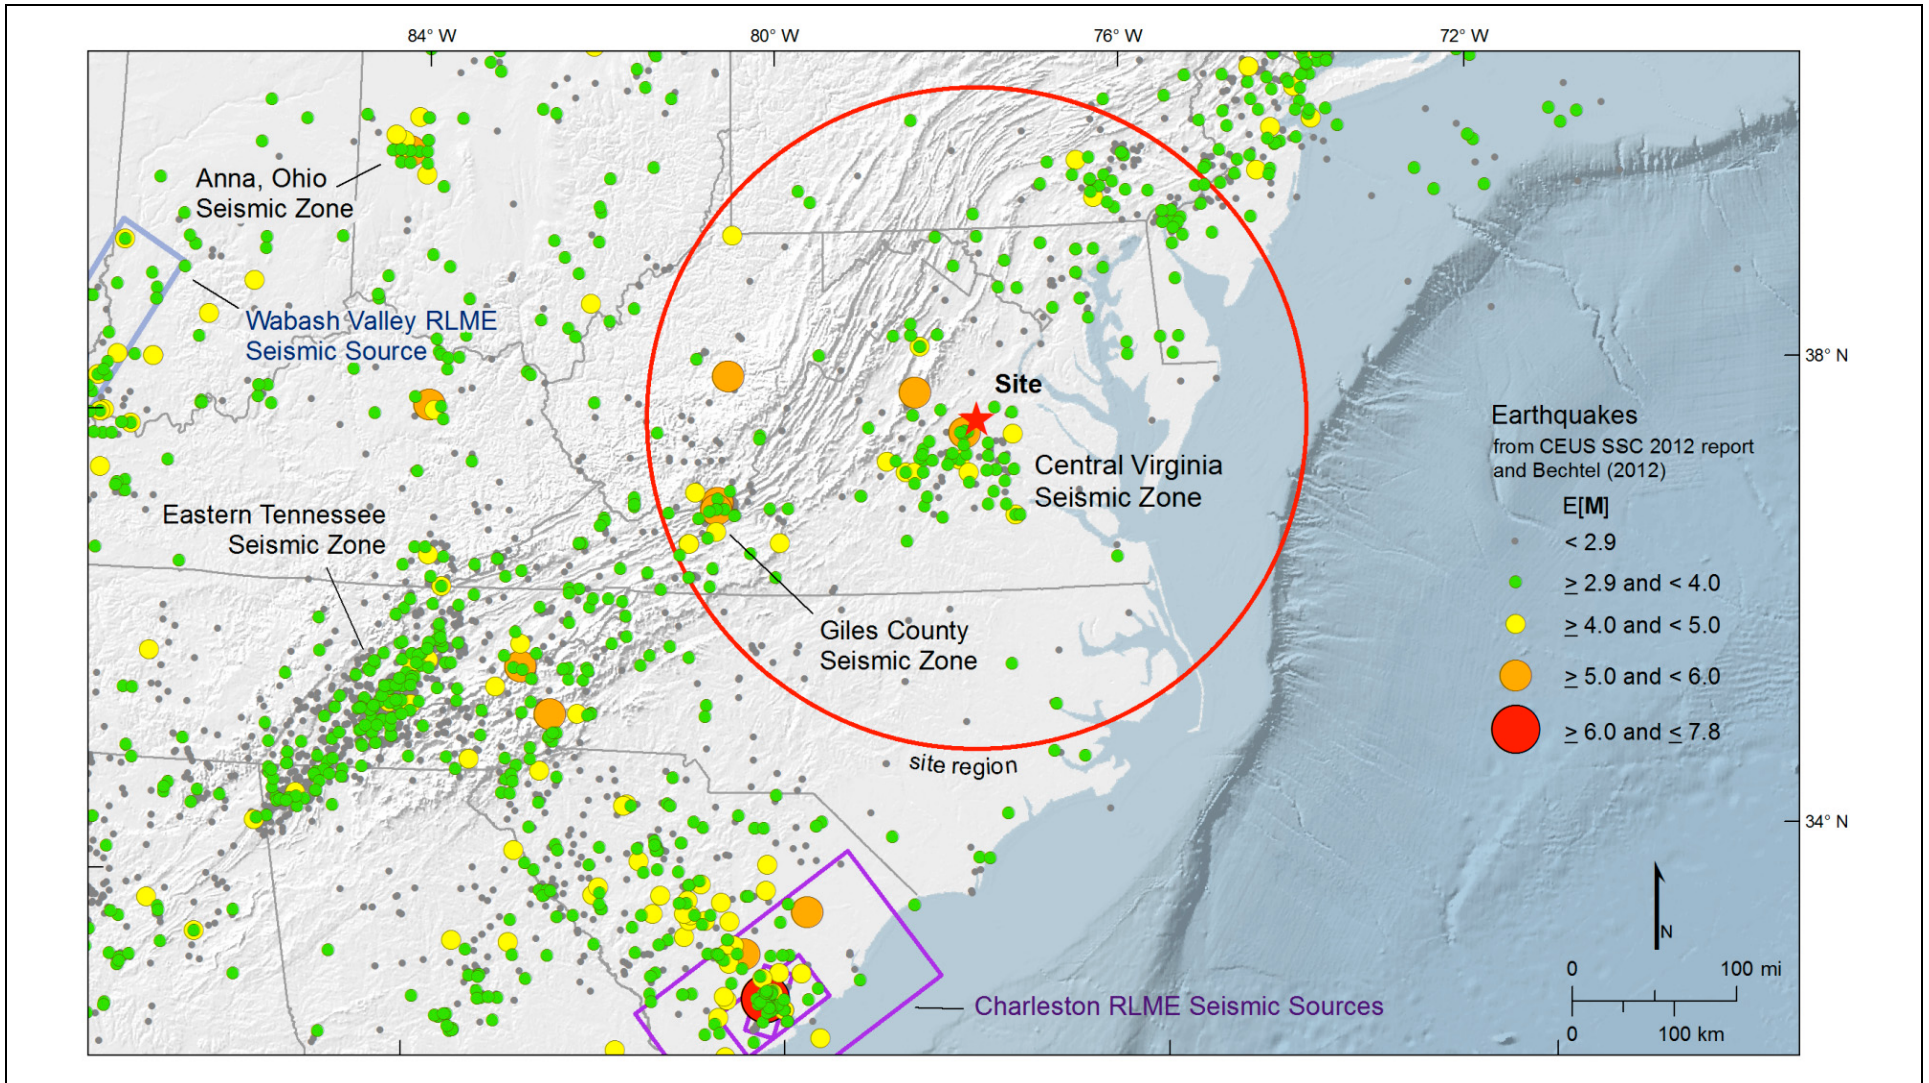 84° W
80° W
76° W
72° W
Anna, Ohio
Seismic Zone
Wabash Valley RLME
Seismic Source
38° N
Site
Earthquakes
from CEUS SSC 2012 report
and Bechtel (2012)
Central Virginia
Seismic Zone
E[M]
Eastern Tennessee
Seismic Zone
< 2.9
≥ 2.9 and < 4.0
≥ 4.0 and < 5.0
Giles County
Seismic Zone
≥ 5.0 and < 6.0
≥ 6.0 and ≤ 7.8
site region
34° N
N
0 100 mi
Charleston RLME Seismic Sources
0 100 km